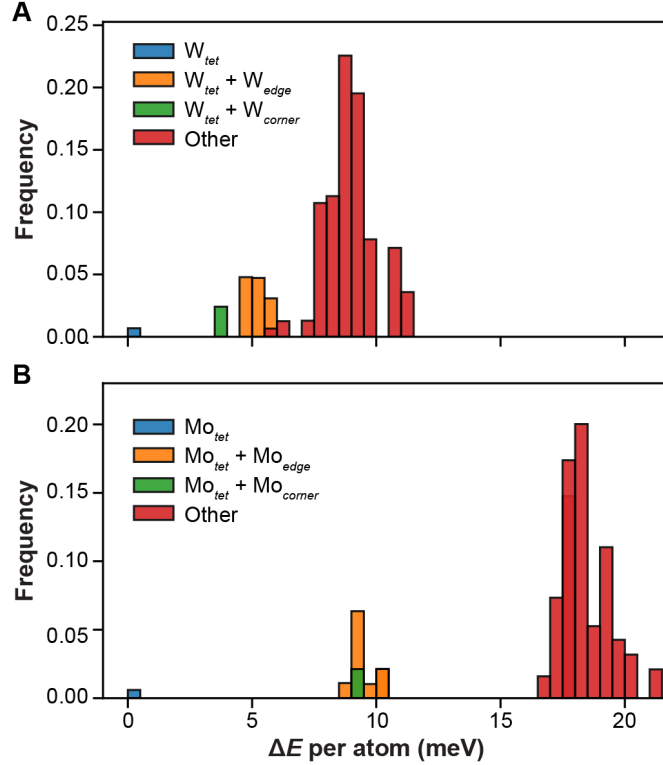 A
0.25
0.20
0.15
0.10
0.05
0.00
Frequency
W_tet
W_tet + W_edge
W_tet + W_corner
Other
B
0.20
0.15
0.10
0.05
0.00
Frequency
Mo_tet
Mo_tet + Mo_edge
Mo_tet + Mo_corner
Other
0 5 10 15 20
ΔE per atom (meV)